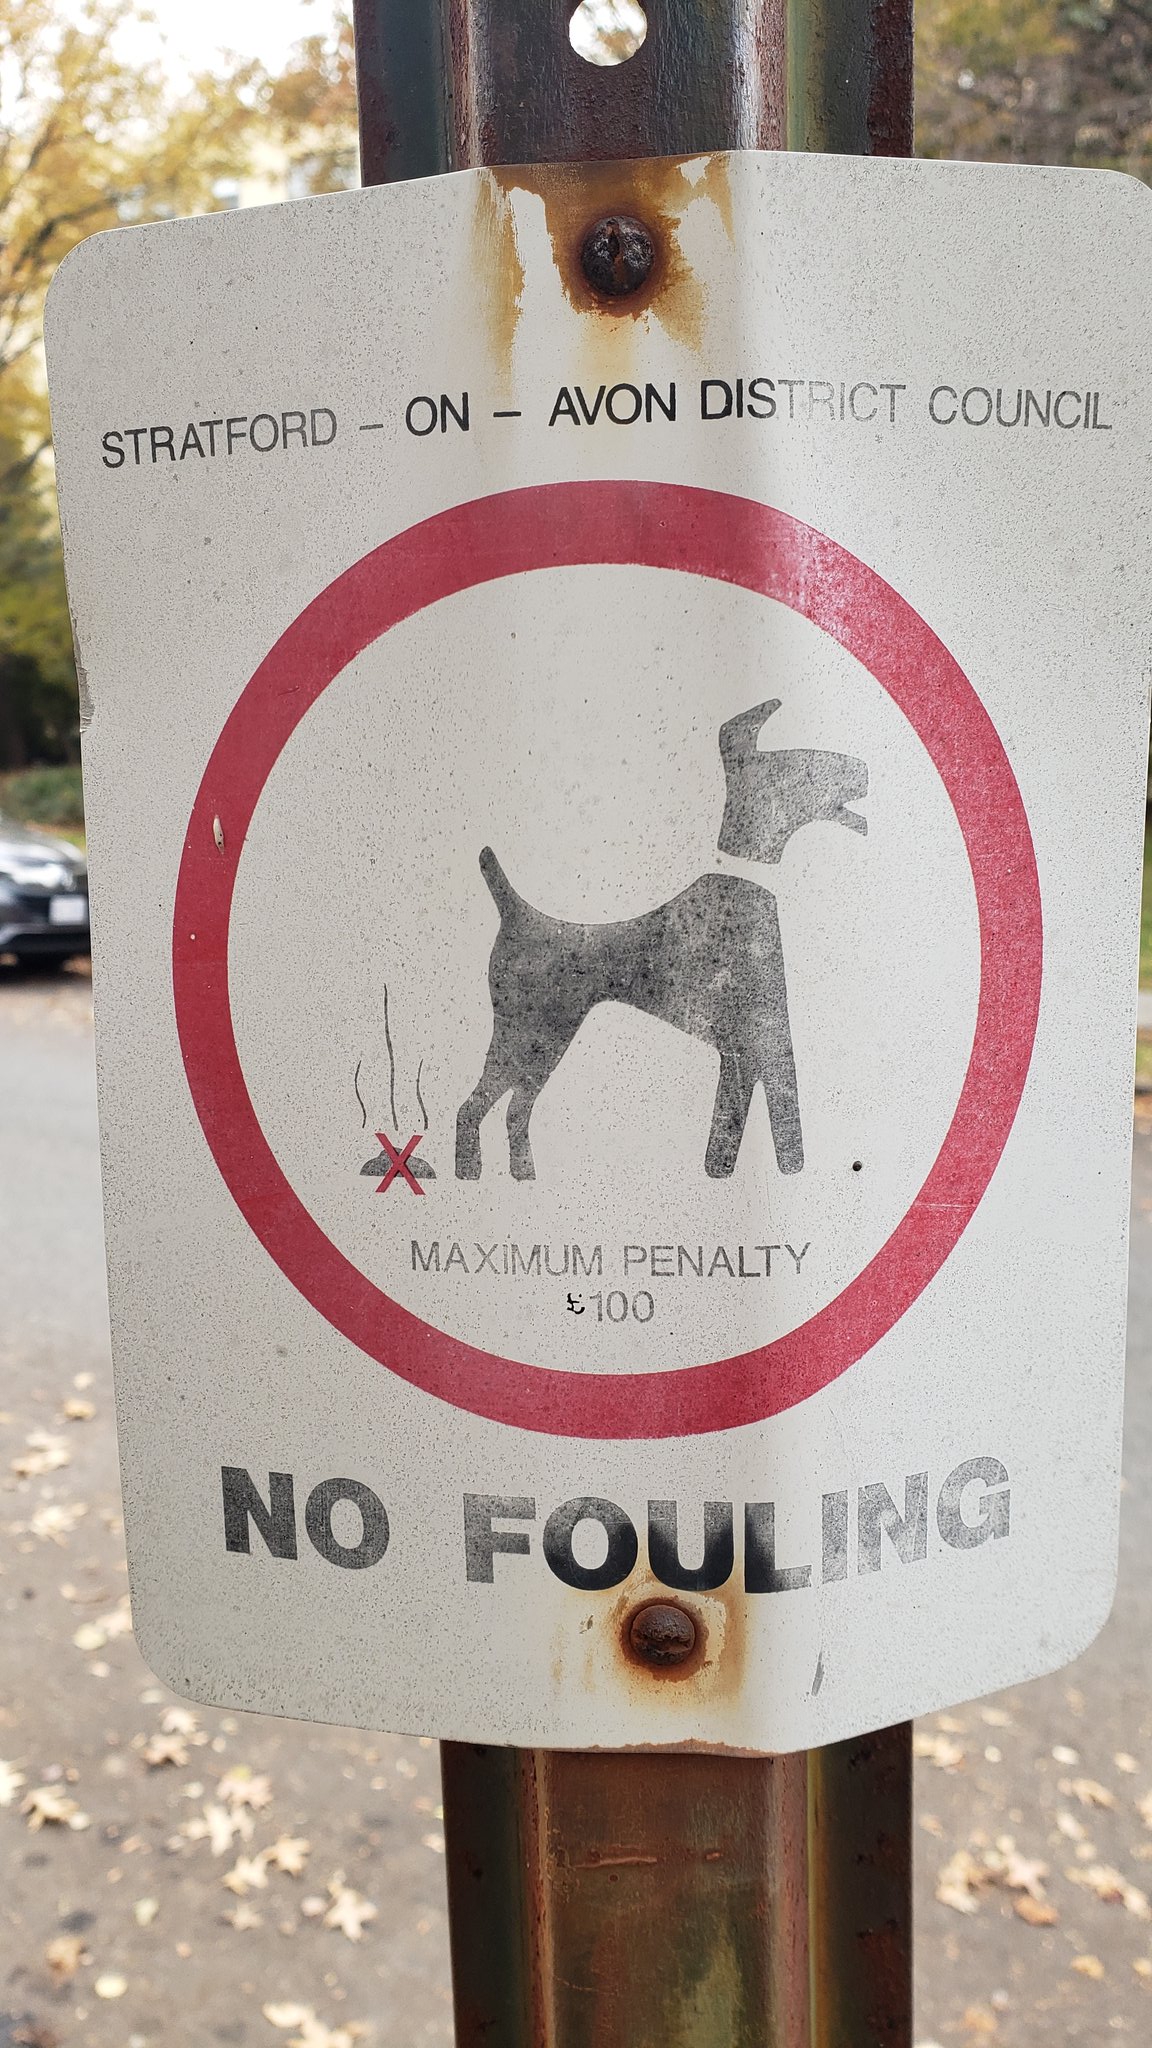 STRATFORD – ON – AVON DISTRICT COUNCIL
X
MAXIMUM PENALTY
£100
NO FOULING